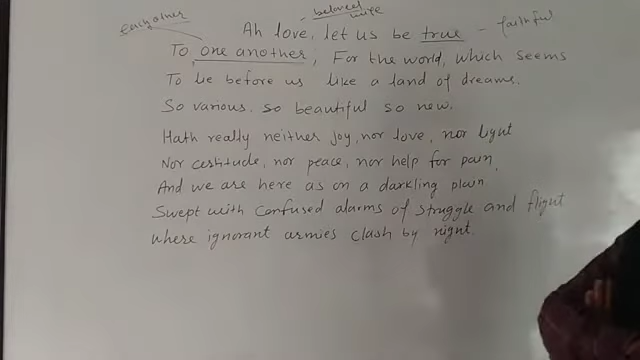 beloved
wife
each other
Ah love, let us be true - faithful
To one another; For the world, which seems
To lie before us like a land of dreams.
So various, so beautiful so new.
Hath really neither joy, nor love, nor light
Nor certitude, nor peace, nor help for pain,
And we are here as on a darkling plain
Swept with confused alarms of struggle and flight
where ignorant armies clash by night.